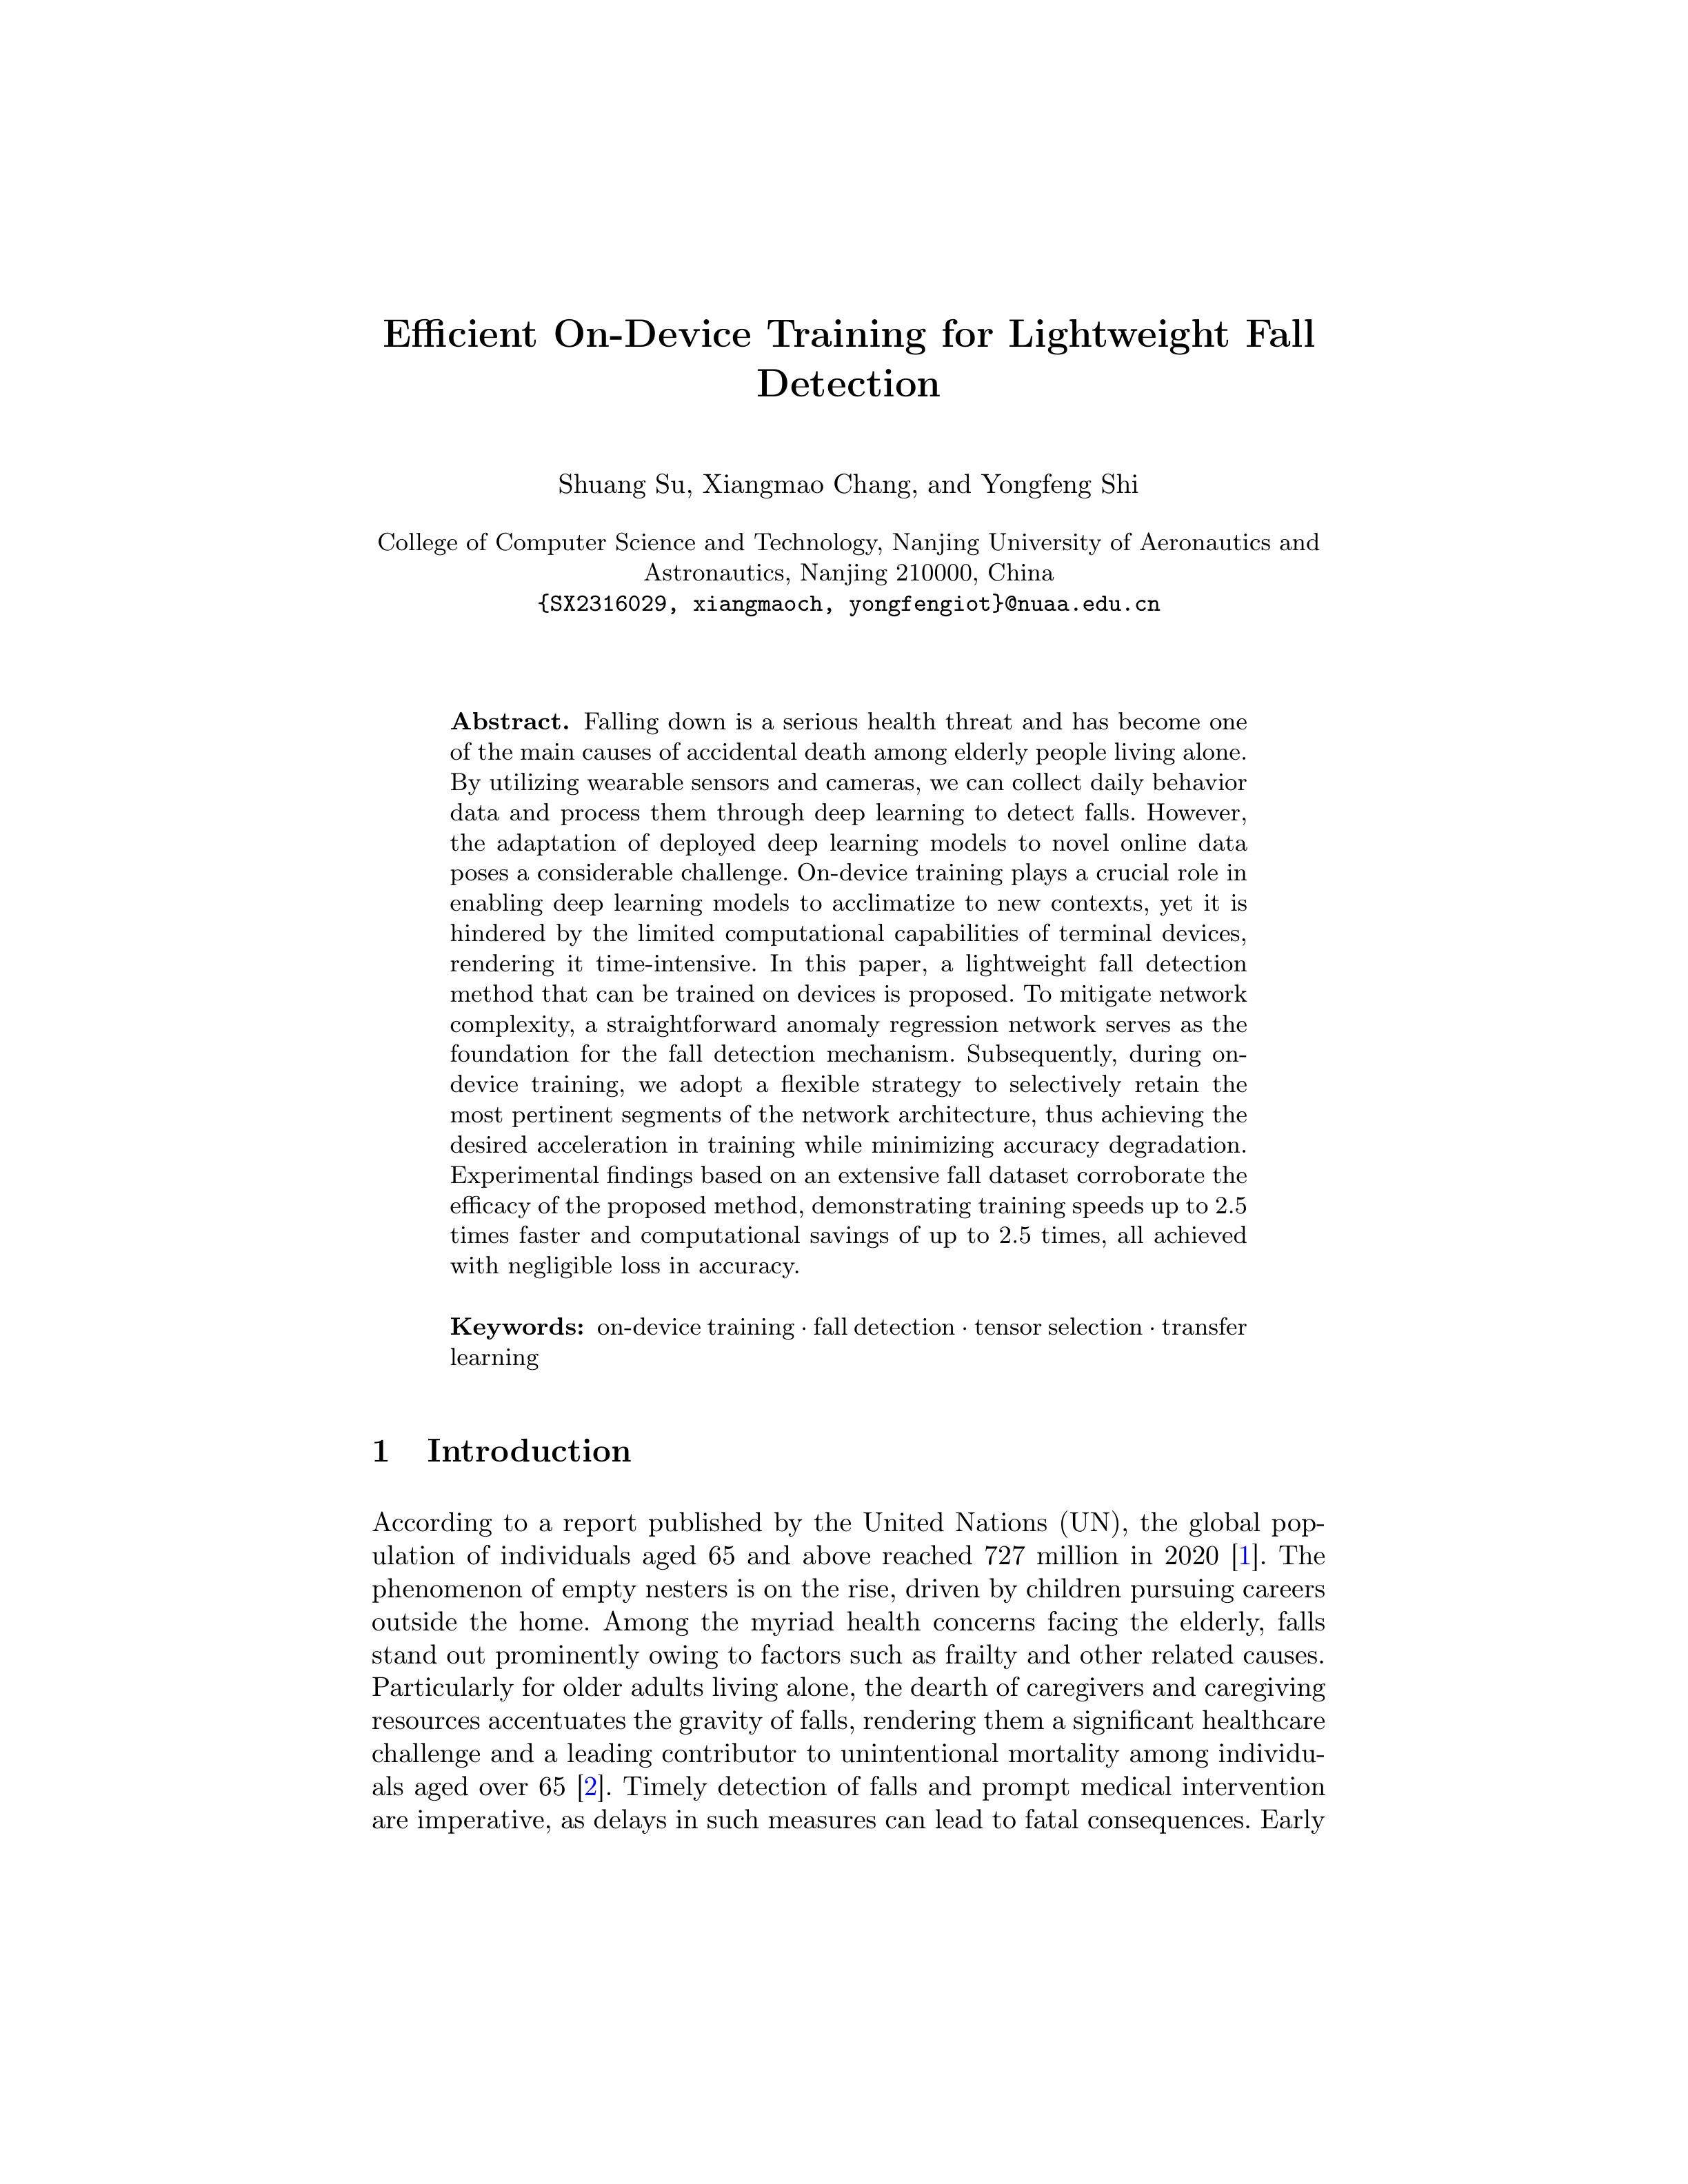 Efficient On-Device Training for Lightweight Fall
Detection
Shuang Su, Xiangmao Chang, and Yongfeng Shi
College of Computer Science and Technology, Nanjing University of Aeronautics and
Astronautics, Nanjing 210000, China
{SX2316029, xiangmaoch, yongfengiot}@nuaa.edu.cn
Abstract. Falling down is a serious health threat and has become one
of the main causes of accidental death among elderly people living alone.
By utilizing wearable sensors and cameras, we can collect daily behavior
data and process them through deep learning to detect falls. However,
the adaptation of deployed deep learning models to novel online data
poses a considerable challenge. On-device training plays a crucial role in
enabling deep learning models to acclimatize to new contexts, yet it is
hindered by the limited computational capabilities of terminal devices,
rendering it time-intensive. In this paper, a lightweight fall detection
method that can be trained on devices is proposed. To mitigate network
complexity, a straightforward anomaly regression network serves as the
foundation for the fall detection mechanism. Subsequently, during on-
device training, we adopt a flexible strategy to selectively retain the
most pertinent segments of the network architecture, thus achieving the
desired acceleration in training while minimizing accuracy degradation.
Experimental findings based on an extensive fall dataset corroborate the
efficacy of the proposed method, demonstrating training speeds up to 2.5
times faster and computational savings of up to 2.5 times, all achieved
with negligible loss in accuracy.
Keywords: on-device training · fall detection · tensor selection · transfer
learning
1 Introduction
According to a report published by the United Nations (UN), the global pop-
ulation of individuals aged 65 and above reached 727 million in 2020 [1]. The
phenomenon of empty nesters is on the rise, driven by children pursuing careers
outside the home. Among the myriad health concerns facing the elderly, falls
stand out prominently owing to factors such as frailty and other related causes.
Particularly for older adults living alone, the dearth of caregivers and caregiving
resources accentuates the gravity of falls, rendering them a significant healthcare
challenge and a leading contributor to unintentional mortality among individu-
als aged over 65 [2]. Timely detection of falls and prompt medical intervention
are imperative, as delays in such measures can lead to fatal consequences. Early